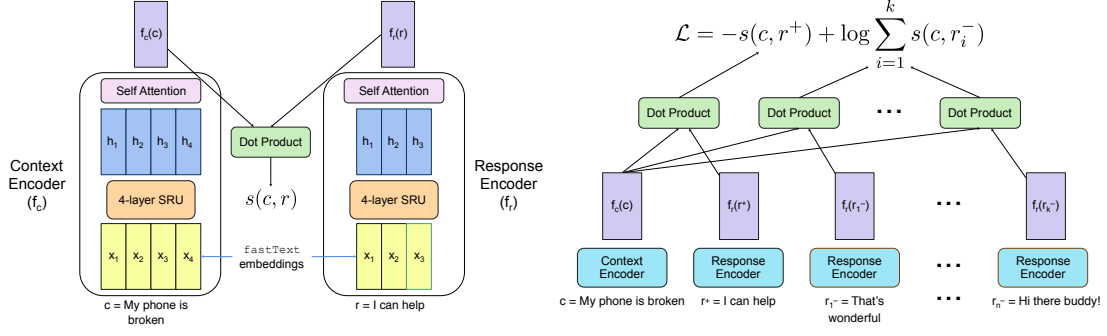 f_c(c)
Self Attention
h_1 h_2 h_3 h_4
Context
Encoder
(f_c)
4-layer SRU
x_1 x_2 x_3 x_4
c = My phone is
broken
Dot Product
s(c, r)
fastText
embeddings
f_r(r)
Self Attention
h_1 h_2 h_3
Response
Encoder
(f_r)
4-layer SRU
x_1 x_2 x_3
r = I can help
\mathcal{L} = -s(c, r^+) + \log \sum_{i=1}^{k} s(c, r_i^-)
Dot Product Dot Product ... Dot Product
f_c(c) f_r(r^+) f_r(r_1^-) ... f_r(r_k^-)
Context
Encoder
Response
Encoder
Response
Encoder
...
Response
Encoder
c = My phone is broken
r^+ = I can help
r_1^- = That's
wonderful
...
r_n^- = Hi there buddy!